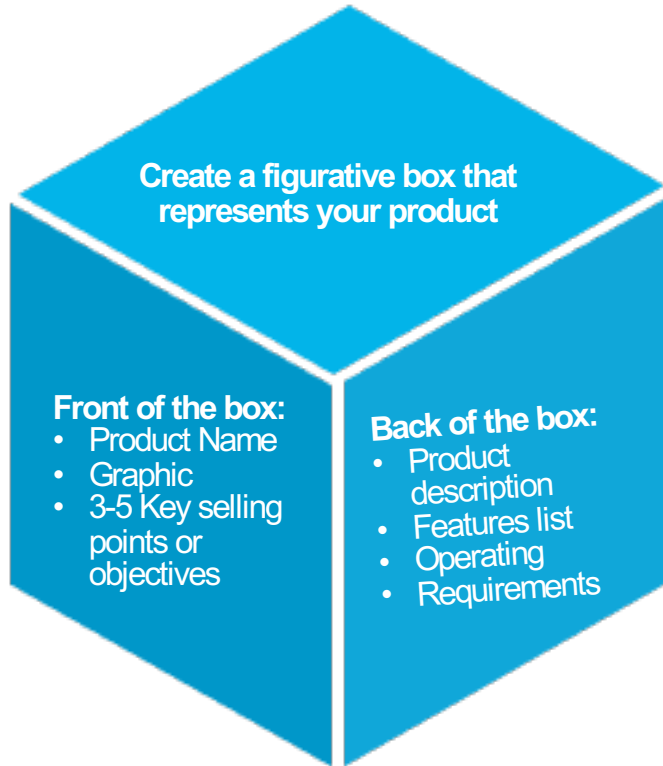 Create a figurative box that
represents your product
Front of the box:
• Product Name
• Graphic
• 3-5 Key selling
points or
objectives
Back of the box:
• Product
description
• Features list
• Operating
• Requirements